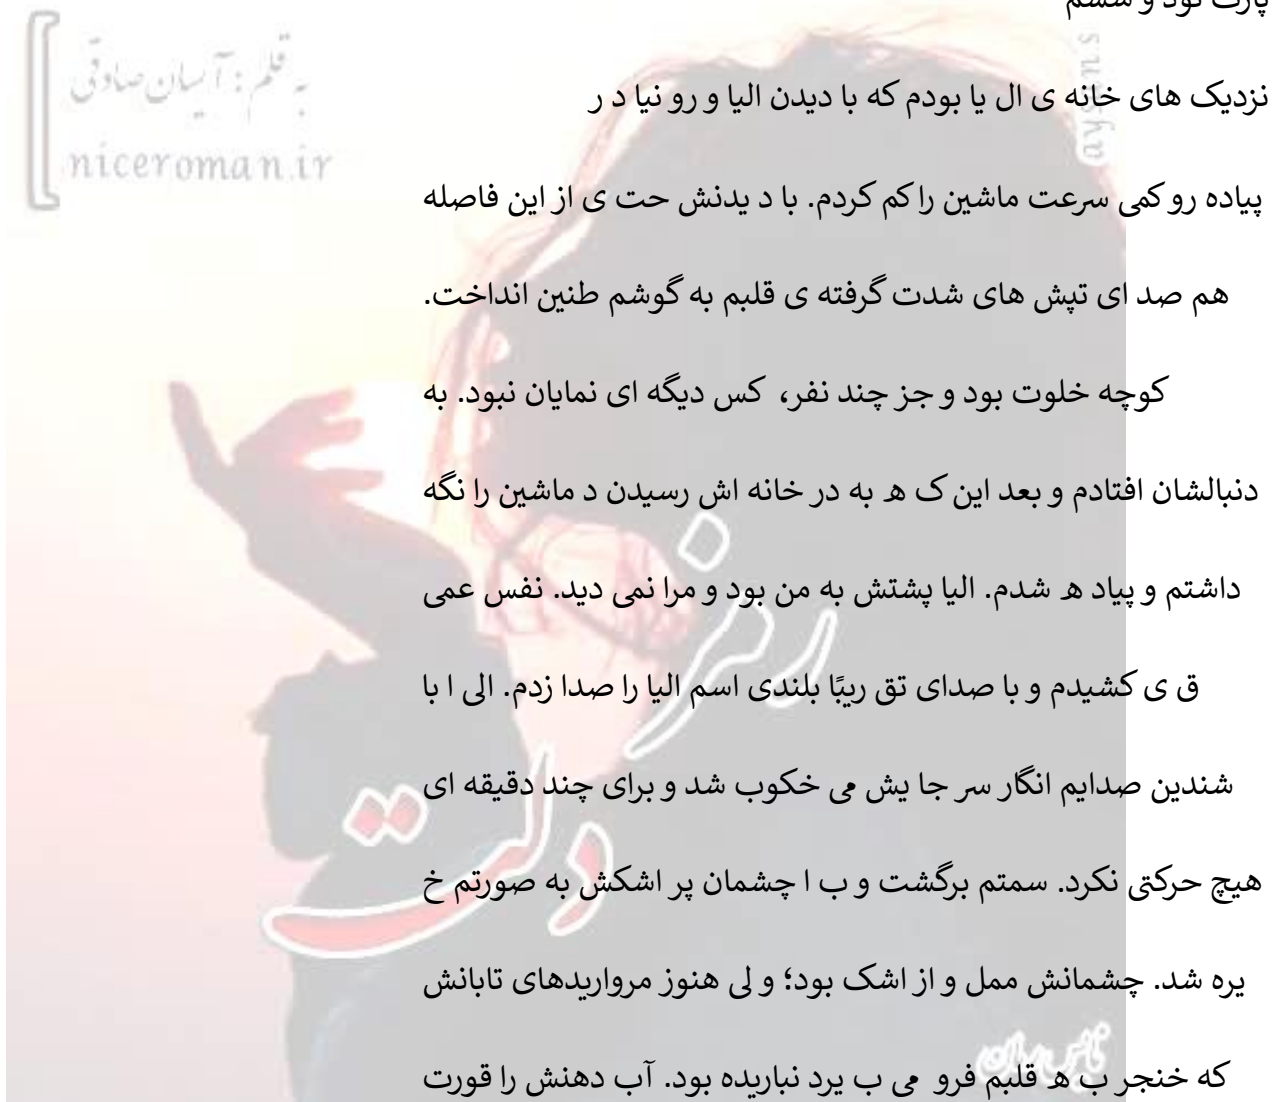 پارت نود و ششم
به قلم : آیسان صادقی
niceroman.ir
نزدیک های خانه ی ال یا بودم که با دیدن الیا و رو نیا د ر
پیاده رو کمی سرعت ماشین را کم کردم. با د یدنش حت ی از این فاصله
هم صد ای تپش های شدت گرفته ی قلبم به گوشم طنین انداخت.
کوچه خلوت بود و جز چند نفر، کس دیگه ای نمایان نبود. به
دنبالشان افتادم و بعد این ک ه به در خانه اش رسیدن د ماشین را نگه
داشتم و پیاد ه شدم. الیا پشتش به من بود و مرا نمی دید. نفس عمی
ق ی کشیدم و با صدای تق ریبًا بلندی اسم الیا را صدا زدم. الی ا با
شندین صدایم انگار سر جا یش می خکوب شد و برای چند دقیقه ای
هیچ حرکتی نکرد. سمتم برگشت و ب ا چشمان پر اشکش به صورتم خ
یره شد. چشمانش ممل و از اشک بود؛ و لی هنوز مرواریدهای تابانش
که خنجر ب ه قلبم فرو می ب یرد نباریده بود. آب دهنش را قورت
رمز
دلت